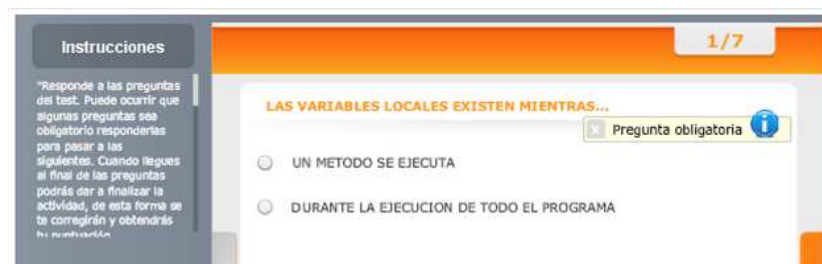 Instrucciones
"Responde a las preguntas
del test. Puede ocurrir que
algunas preguntas sea
obligatorio responderlas
para pasar a las
siguientes. Cuando llegues
al final de las preguntas
podrás dar a finalizar la
actividad, de esta forma se
te corregirán y obtendrás
tu puntuación
1/7
LAS VARIABLES LOCALES EXISTEN MIENTRAS...
Pregunta obligatoria
UN METODO SE EJECUTA
DURANTE LA EJECUCION DE TODO EL PROGRAMA